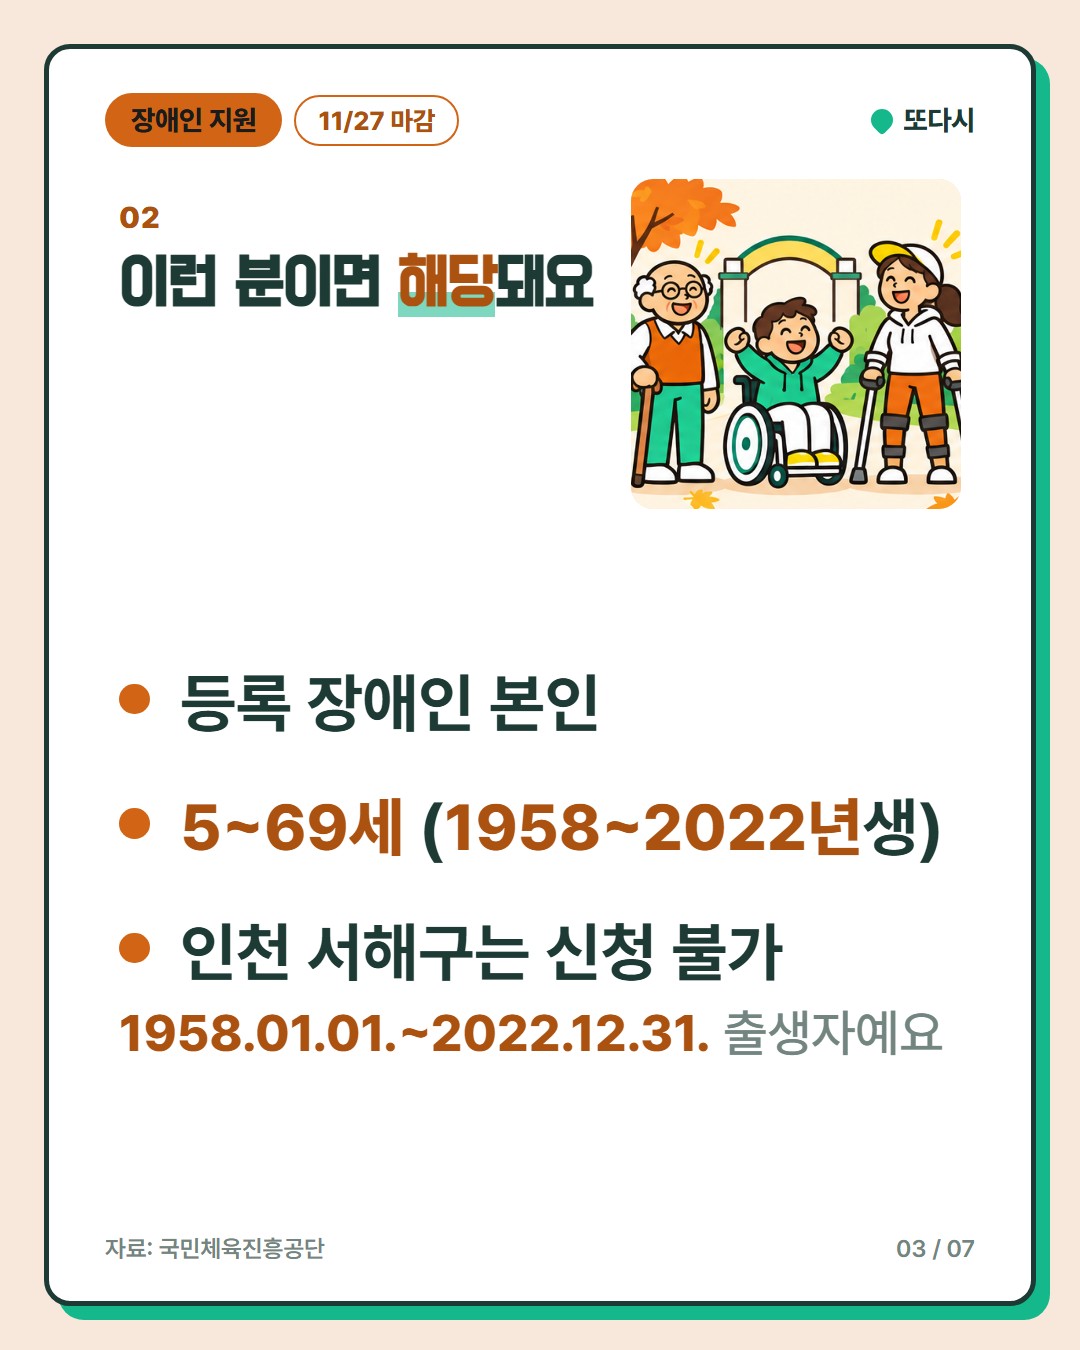 장애인 지원
11/27 마감
또다시
02
이런 분이면 해당돼요
등록 장애인 본인
5~69세 (1958~2022년생)
인천 서해구는 신청 불가
1958.01.01.~2022.12.31. 출생자예요
자료: 국민체육진흥공단
03 / 07